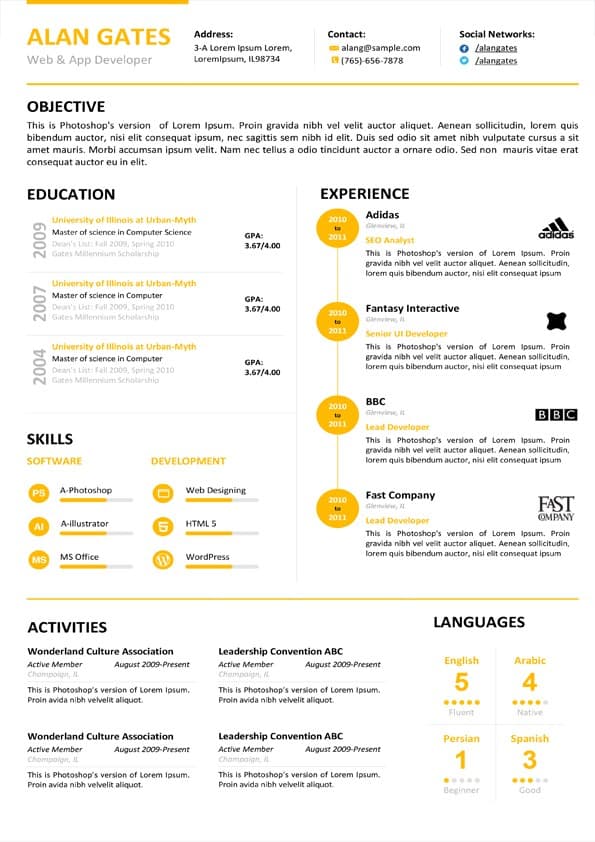 ALAN GATES
Web & App Developer
Address:
3-A Lorem Ipsum Lorem,
LoremIpsum, IL98734
Contact:
alang@sample.com
(765)-656-7878
Social Networks:
/alangates
/alangates
OBJECTIVE
This is Photoshop's version of Lorem Ipsum. Proin gravida nibh vel velit auctor aliquet. Aenean sollicitudin, lorem quis
bibendum auctor, nisi elit consequat ipsum, nec sagittis sem nibh id elit. Duis sed odio sit amet nibh vulputate cursus a sit
amet mauris. Morbi accumsan ipsum velit. Nam nec tellus a odio tincidunt auctor a ornare odio. Sed non mauris vitae erat
consequat auctor eu in elit.
EDUCATION
2009
University of Illinois at Urban-Myth
Master of science in Computer Science
Dean's List: Fall 2009, Spring 2010
Gates Millennium Scholarship
GPA:
3.67/4.00
2007
University of Illinois at Urban-Myth
Master of science in Computer
Dean's List: Fall 2009, Spring 2010
Gates Millennium Scholarship
GPA:
3.67/4.00
2004
University of Illinois at Urban-Myth
Master of science in Computer
Dean's List: Fall 2009, Spring 2010
Gates Millennium Scholarship
GPA:
3.67/4.00
SKILLS
SOFTWARE
PS
A-Photoshop
AI
A-illustrator
MS
MS Office
DEVELOPMENT
Web Designing
5
HTML 5
W
WordPress
EXPERIENCE
2010
to
2011
Adidas
Glenview, IL
SEO Analyst
This is Photoshop's version of Lorem Ipsum. Proin
gravida nibh vel velit auctor aliquet. Aenean sollicitudin,
lorem quis bibendum auctor, nisi elit consequat ipsum
adidas
2010
to
2011
Fantasy Interactive
Glenview, IL
Senior UI Developer
This is Photoshop's version of Lorem Ipsum. Proin
gravida nibh vel velit auctor aliquet. Aenean sollicitudin,
lorem quis bibendum auctor, nisi elit consequat ipsum
2010
to
2011
BBC
Glenview, IL
Lead Developer
This is Photoshop's version of Lorem Ipsum. Proin
gravida nibh vel velit auctor aliquet. Aenean sollicitudin,
lorem quis bibendum auctor, nisi elit consequat ipsum
BBC
2010
to
2011
Fast Company
Glenview, IL
Lead Developer
This is Photoshop's version of Lorem Ipsum. Proin
gravida nibh vel velit auctor aliquet. Aenean sollicitudin,
lorem quis bibendum auctor, nisi elit consequat ipsum
FAST
COMPANY
ACTIVITIES
Wonderland Culture Association
Active Member August 2009-Present
Champaign, IL
This is Photoshop's version of Lorem Ipsum.
Proin avida nibh velvelit aliquot.
Leadership Convention ABC
Active Member August 2009-Present
Champaign, IL
This is Photoshop's version of Lorem Ipsum.
Proin avida nibh velvelit aliquot.
Wonderland Culture Association
Active Member August 2009-Present
Champaign, IL
This is Photoshop's version of Lorem Ipsum.
Proin avida nibh velvelit aliquot.
Leadership Convention ABC
Active Member August 2009-Present
Champaign, IL
This is Photoshop's version of Lorem Ipsum.
Proin avida nibh velvelit aliquot.
LANGUAGES
English
5
Fluent
Arabic
4
Native
Persian
1
Beginner
Spanish
3
Good